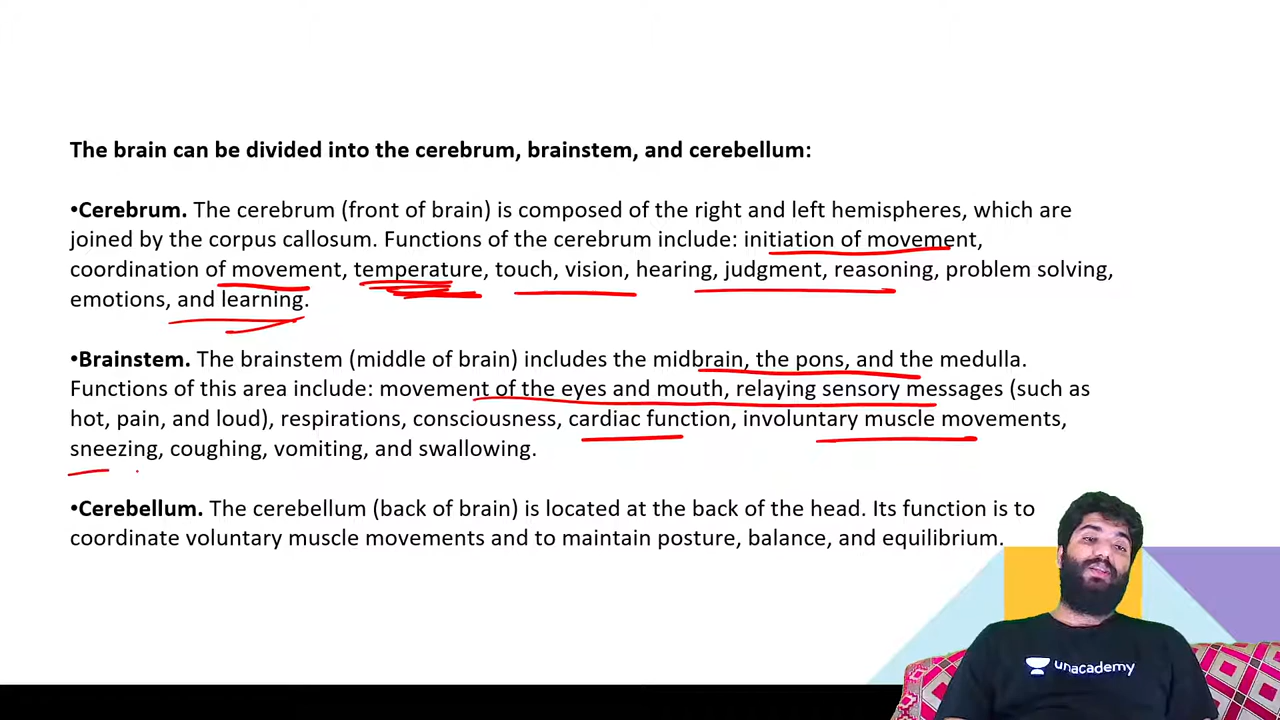 The brain can be divided into the cerebrum, brainstem, and cerebellum:
•Cerebrum. The cerebrum (front of brain) is composed of the right and left hemispheres, which are
joined by the corpus callosum. Functions of the cerebrum include: initiation of movement,
coordination of movement, temperature, touch, vision, hearing, judgment, reasoning, problem solving,
emotions, and learning.
•Brainstem. The brainstem (middle of brain) includes the midbrain, the pons, and the medulla.
Functions of this area include: movement of the eyes and mouth, relaying sensory messages (such as
hot, pain, and loud), respirations, consciousness, cardiac function, involuntary muscle movements,
sneezing, coughing, vomiting, and swallowing.
•Cerebellum. The cerebellum (back of brain) is located at the back of the head. Its function is to
coordinate voluntary muscle movements and to maintain posture, balance, and equilibrium.
unacademy